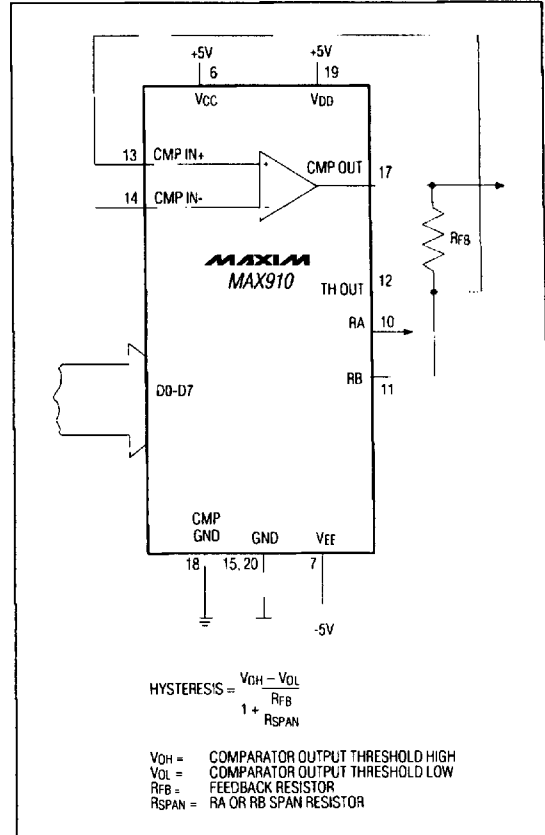 +5V +5V
6 19
VCC VDD
13 CMP IN+ CMP OUT 17
14 CMP IN-
RFB
MAXIM
MAX910
TH OUT 12
RA 10
D0-D7 RB 11
CMP GND GND VEE
18 15, 20 7
-5V
HYSTERESIS = VOH – VOL
RFB
1 + RSPAN
VOH = COMPARATOR OUTPUT THRESHOLD HIGH
VOL = COMPARATOR OUTPUT THRESHOLD LOW
RFB = FEEDBACK RESISTOR
RSPAN = RA OR RB SPAN RESISTOR